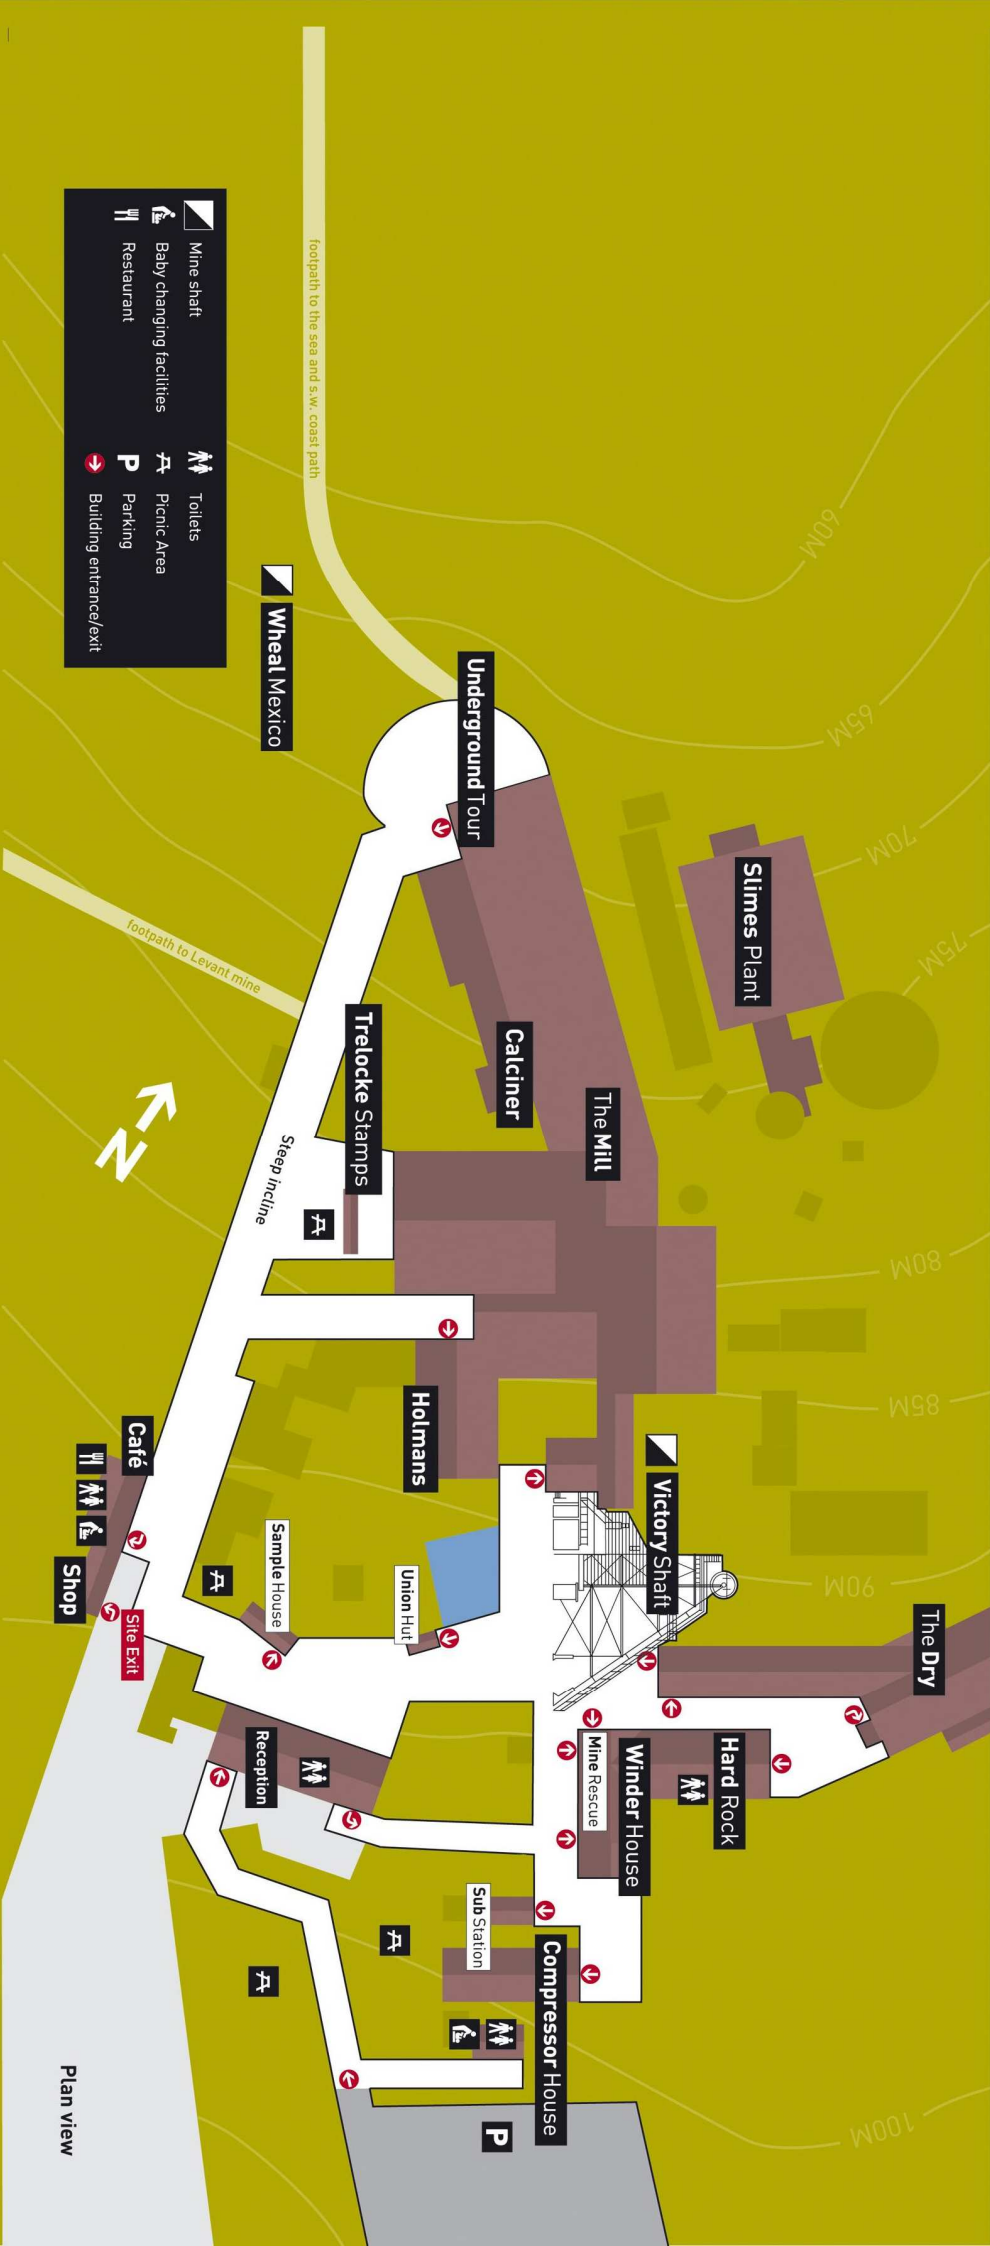 Mine shaft
Baby changing facilities
Restaurant
Toilets
Picnic Area
P Parking
Building entrance/exit
footpath to the sea and s.w. coast path
Wheal Mexico
Underground Tour
60M
65M
70M
75M
80M
85M
90M
100M
Slimes Plant
footpath to Levant mine
Calciner
The Mill
Trelocke Stamps
Steep incline
N
Holmans
Victory Shaft
Café
Shop
Site Exit
Sample House
Union Hut
The Dry
Hard Rock
Winder House
Mine Rescue
Reception
Sub Station
Compressor House
P
Plan view